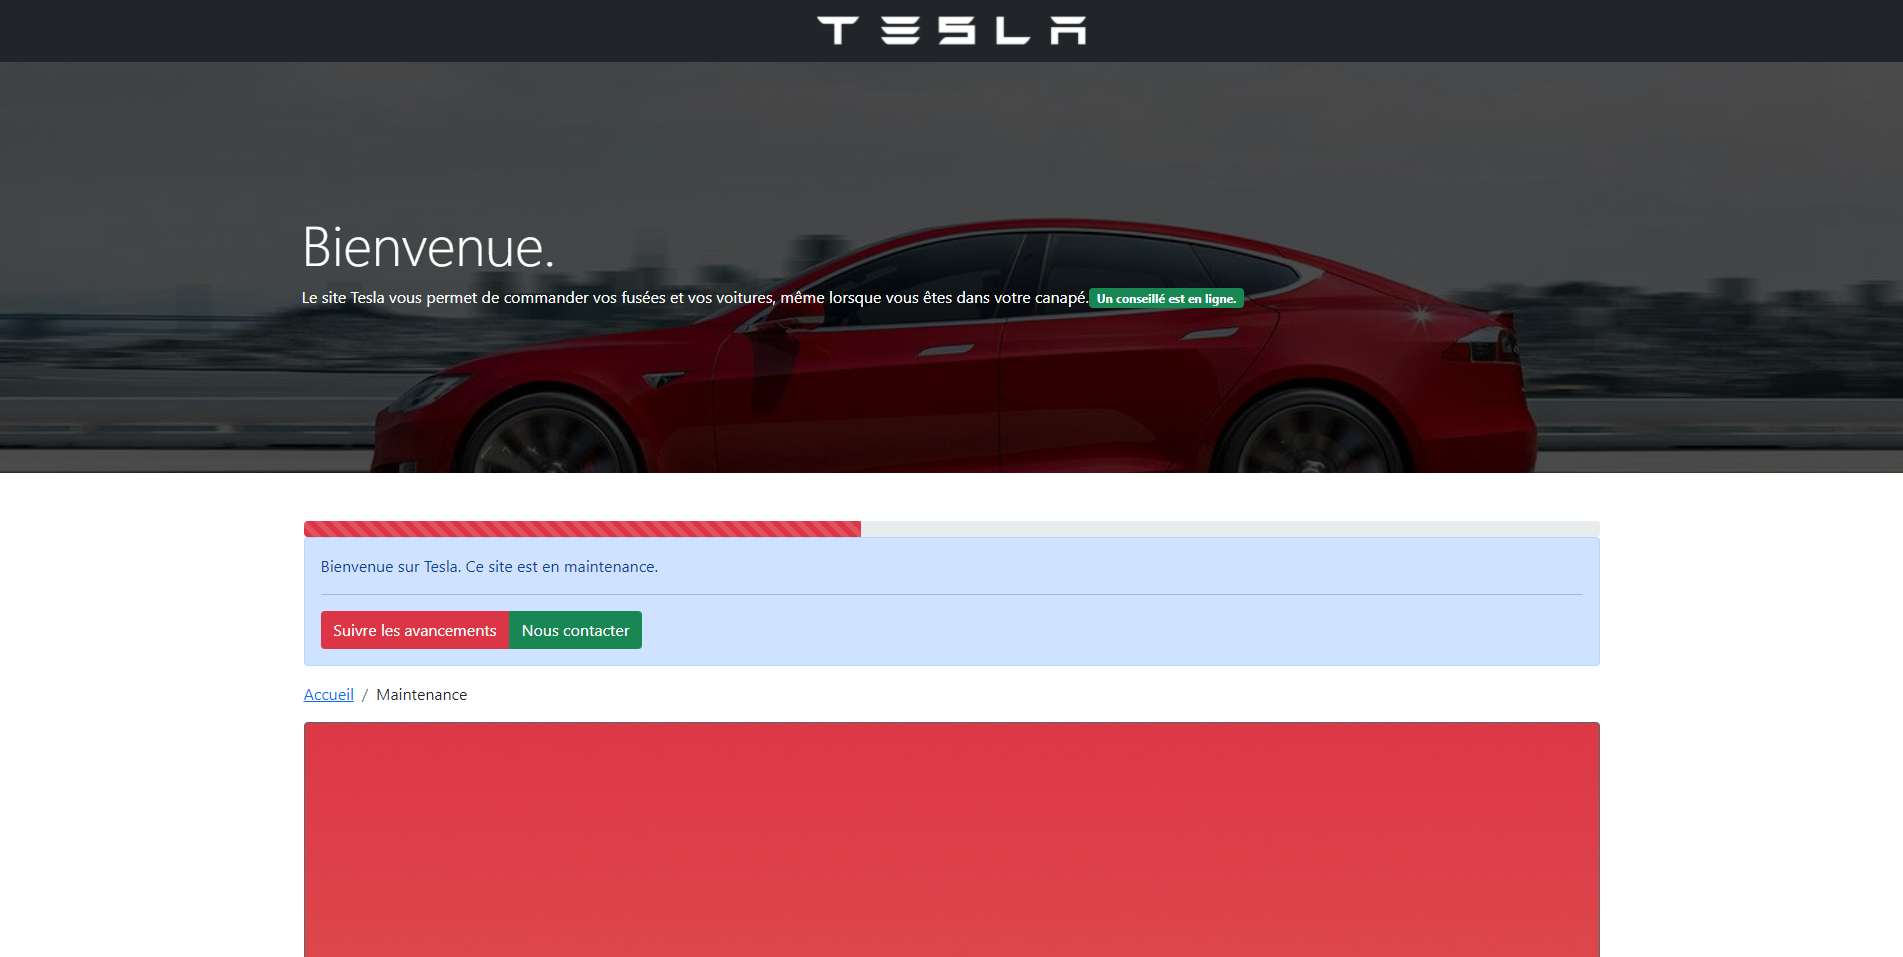 TESLA
Bienvenue.
Le site Tesla vous permet de commander vos fusées et vos voitures, même lorsque vous êtes dans votre canapé. Un conseillé est en ligne.
Bienvenue sur Tesla. Ce site est en maintenance.
Suivre les avancements Nous contacter
Accueil / Maintenance